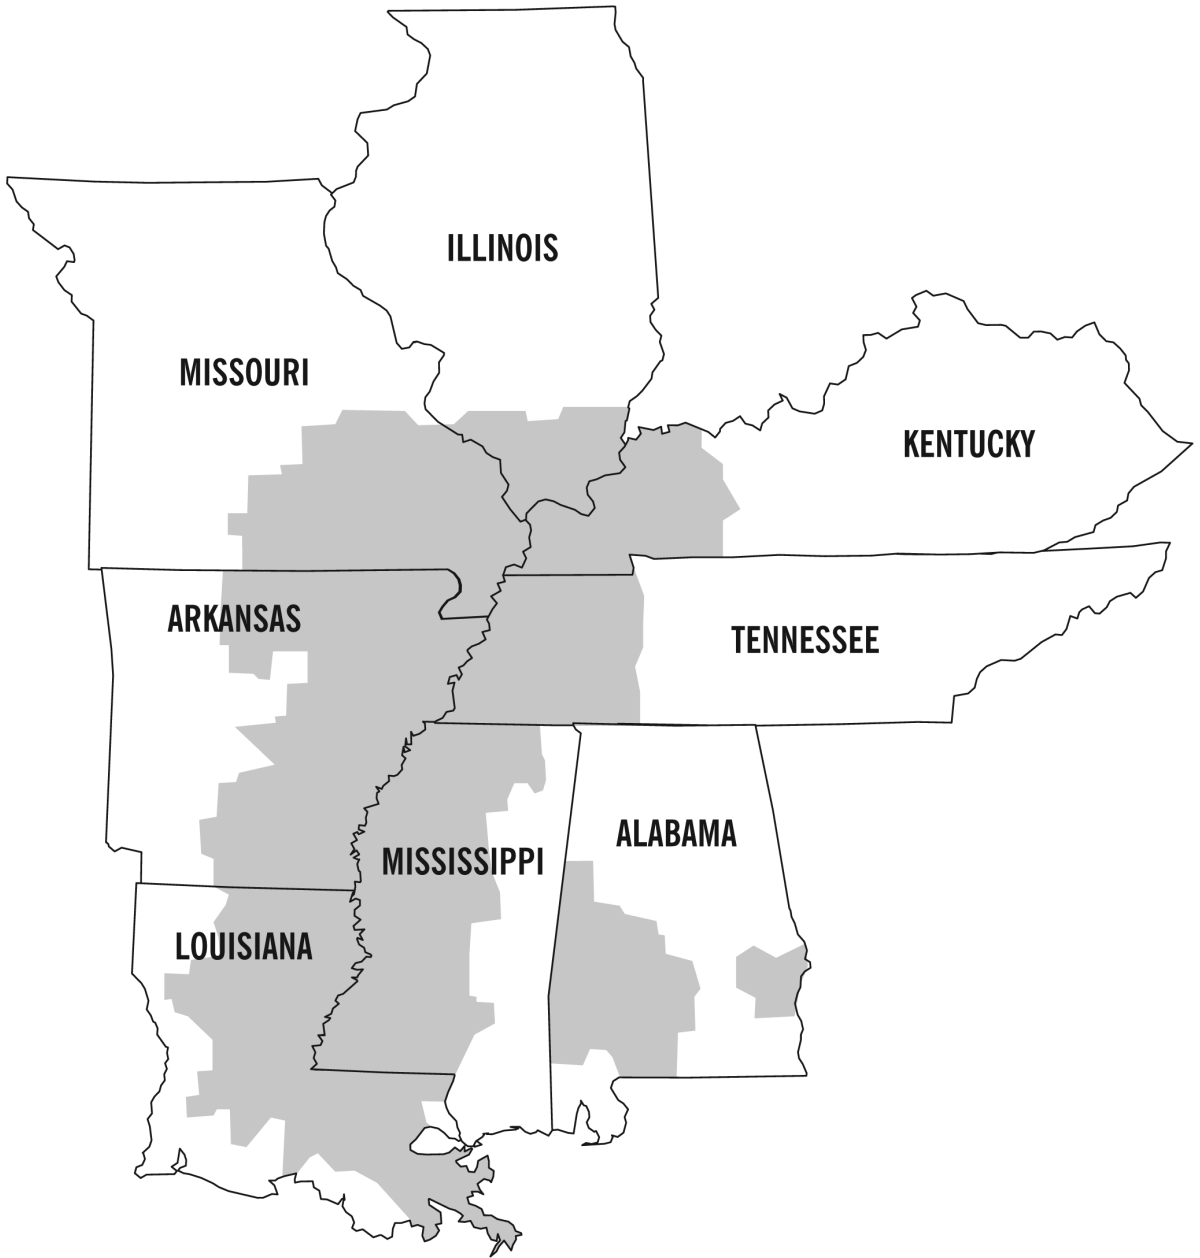 ILLINOIS
MISSOURI
KENTUCKY
ARKANSAS
TENNESSEE
ALABAMA
MISSISSIPPI
LOUISIANA